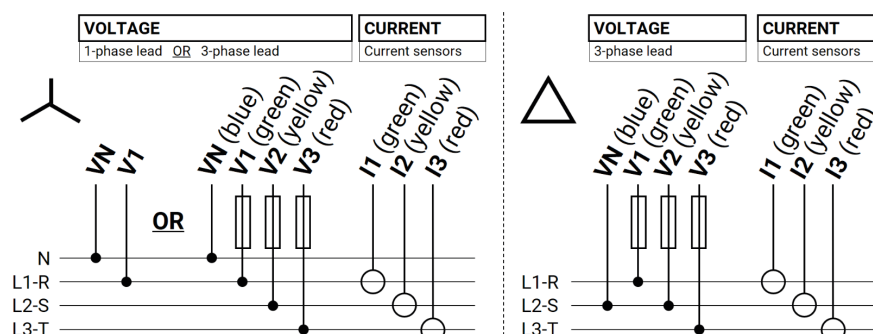 VOLTAGE
1-phase lead OR 3-phase lead
CURRENT
Current sensors
VN
V1
VN (blue)
V1 (green)
V2 (yellow)
V3 (red)
I1 (green)
I2 (yellow)
I3 (red)
OR
N
L1-R
L2-S
L3-T
VOLTAGE
3-phase lead
CURRENT
Current sensors
VN (blue)
V1 (green)
V2 (yellow)
V3 (red)
I1 (green)
I2 (yellow)
I3 (red)
L1-R
L2-S
L3-T